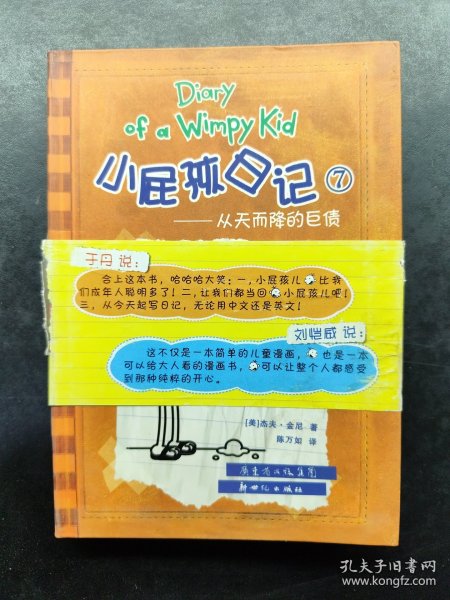 Diary
of a Wimpy Kid
小屁孩日记⑦
——从天而降的巨债
于丹 说：
合上这本书，哈哈哈大笑：一，小屁孩儿比我
们成年人聪明多了！二，让我们都当回小屁孩儿吧！
三，从今天起写日记，无论用中文还是英文！
刘恺威 说：
这不仅是一本简单的儿童漫画，也是一本
可以给大人看的漫画书，可以让整个人都感受
到那种纯粹的开心。
[美]杰夫·金尼 著
陈万如 译
广东省出版集团
新世纪出版社
孔夫子旧书网
www.kongfz.com